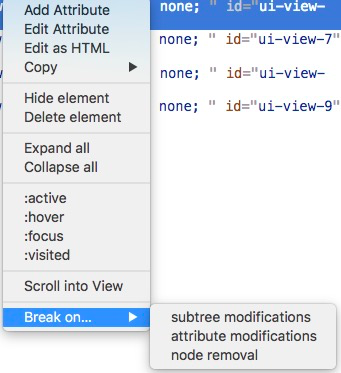 Add Attribute
none; " id="ui-view-
Edit Attribute
none; " id="ui-view-7"
Edit as HTML
Copy
none; " id="ui-view-
Hide element
none; " id="ui-view-9"
Delete element
Expand all
Collapse all
:active
:hover
:focus
:visited
Scroll into View
Break on...
subtree modifications
attribute modifications
node removal